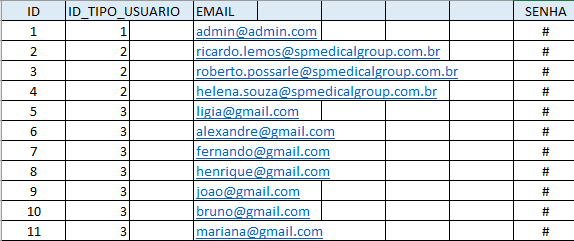 ID ID_TIPO_USUARIO EMAIL SENHA
1 1 admin@admin.com #
2 2 ricardo.lemos@spmedicalgroup.com.br #
3 2 roberto.possarle@spmedicalgroup.com.br #
4 2 helena.souza@spmedicalgroup.com.br #
5 3 ligia@gmail.com #
6 3 alexandre@gmail.com #
7 3 fernando@gmail.com #
8 3 henrique@gmail.com #
9 3 joao@gmail.com #
10 3 bruno@gmail.com #
11 3 mariana@gmail.com #